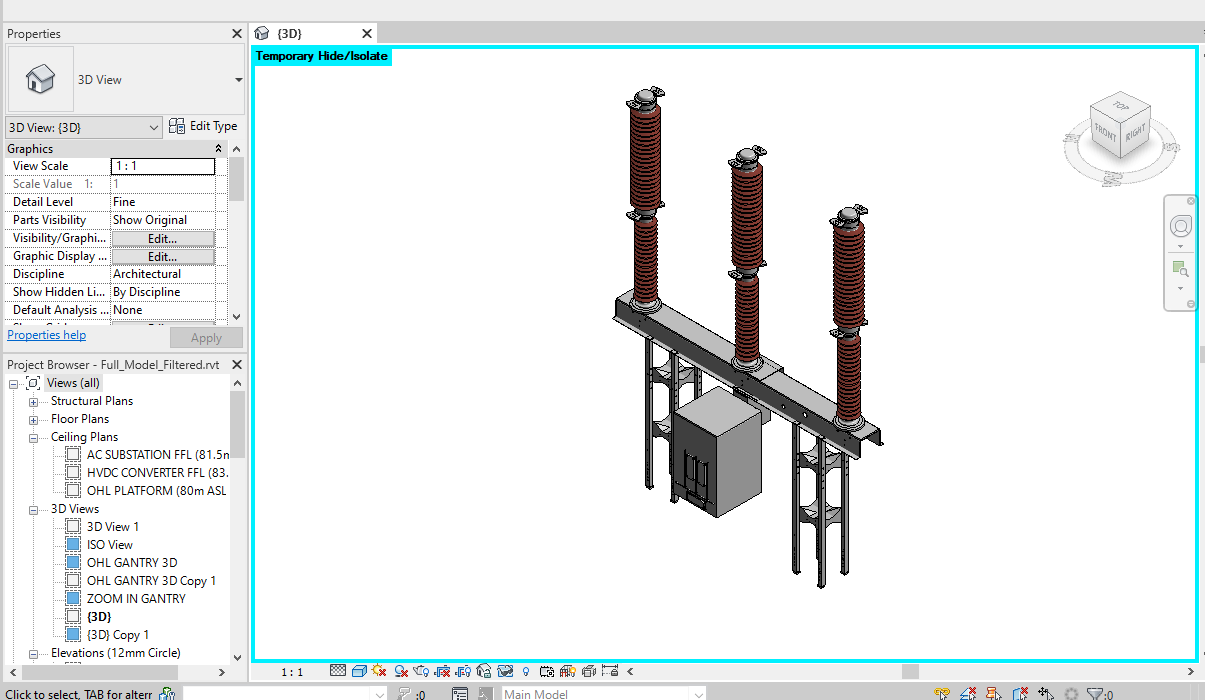 Properties
{3D}
Temporary Hide/Isolate
3D View
3D View: {3D}
Edit Type
Graphics
View Scale
1 : 1
Scale Value 1:
1
Detail Level
Fine
Parts Visibility
Show Original
Visibility/Graphi...
Edit...
Graphic Display ...
Edit...
Discipline
Architectural
Show Hidden Li...
By Discipline
Default Analysis ...
None
Properties help
Apply
Project Browser - Full_Model_Filtered.rvt
Views (all)
Structural Plans
Floor Plans
Ceiling Plans
AC SUBSTATION FFL (81.5m
HVDC CONVERTER FFL (83.
OHL PLATFORM (80m ASL
3D Views
3D View 1
ISO View
OHL GANTRY 3D
OHL GANTRY 3D Copy 1
ZOOM IN GANTRY
{3D}
{3D} Copy 1
Elevations (12mm Circle)
TOP
FRONT
RIGHT
1 : 1
Click to select, TAB for altern
:0
Main Model
:0